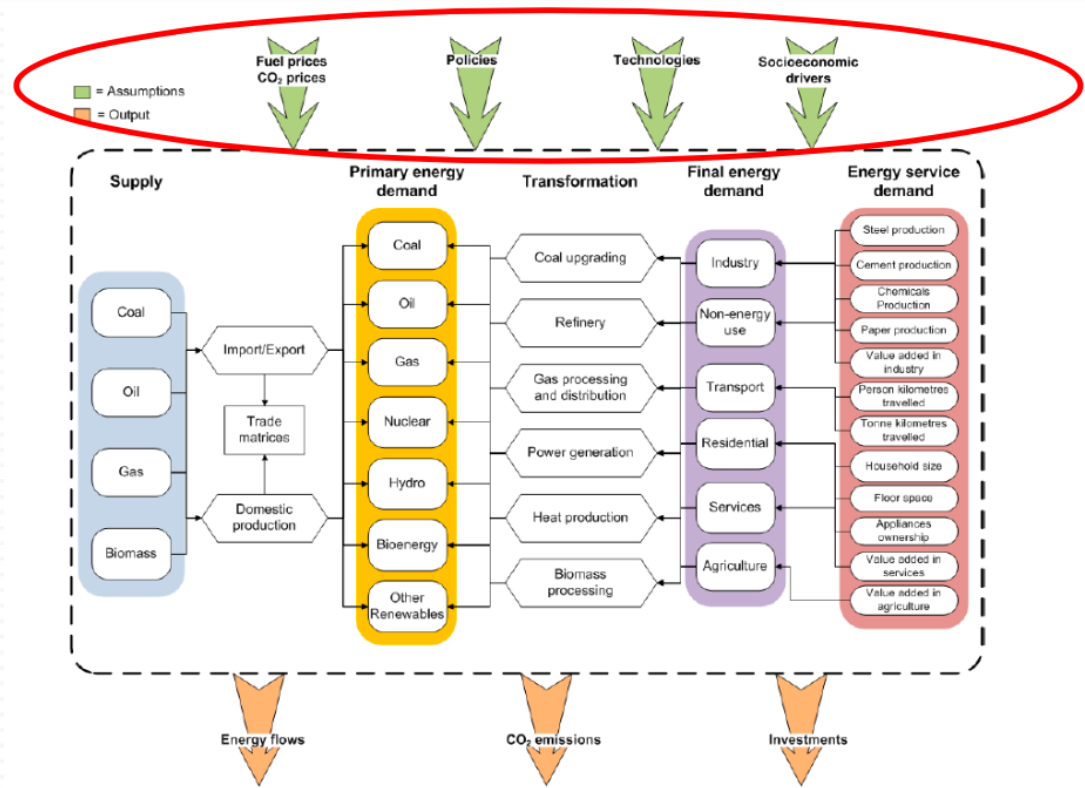 Fuel prices
CO₂ prices
Policies
Technologies
Socioeconomic
drivers
= Assumptions
= Output
Supply
Primary energy
demand
Transformation
Final energy
demand
Energy service
demand
Coal
Oil
Gas
Biomass
Import/Export
Trade
matrices
Domestic
production
Coal
Oil
Gas
Nuclear
Hydro
Bioenergy
Other
Renewables
Coal upgrading
Refinery
Gas processing
and distribution
Power generation
Heat production
Biomass
processing
Industry
Non-energy
use
Transport
Residential
Services
Agriculture
Steel production
Cement production
Chemicals
Production
Paper production
Value added in
industry
Person kilometres
travelled
Tonne kilometres
travelled
Household size
Floor space
Appliances
ownership
Value added in
services
Value added in
agriculture
Energy flows
CO₂ emissions
Investments